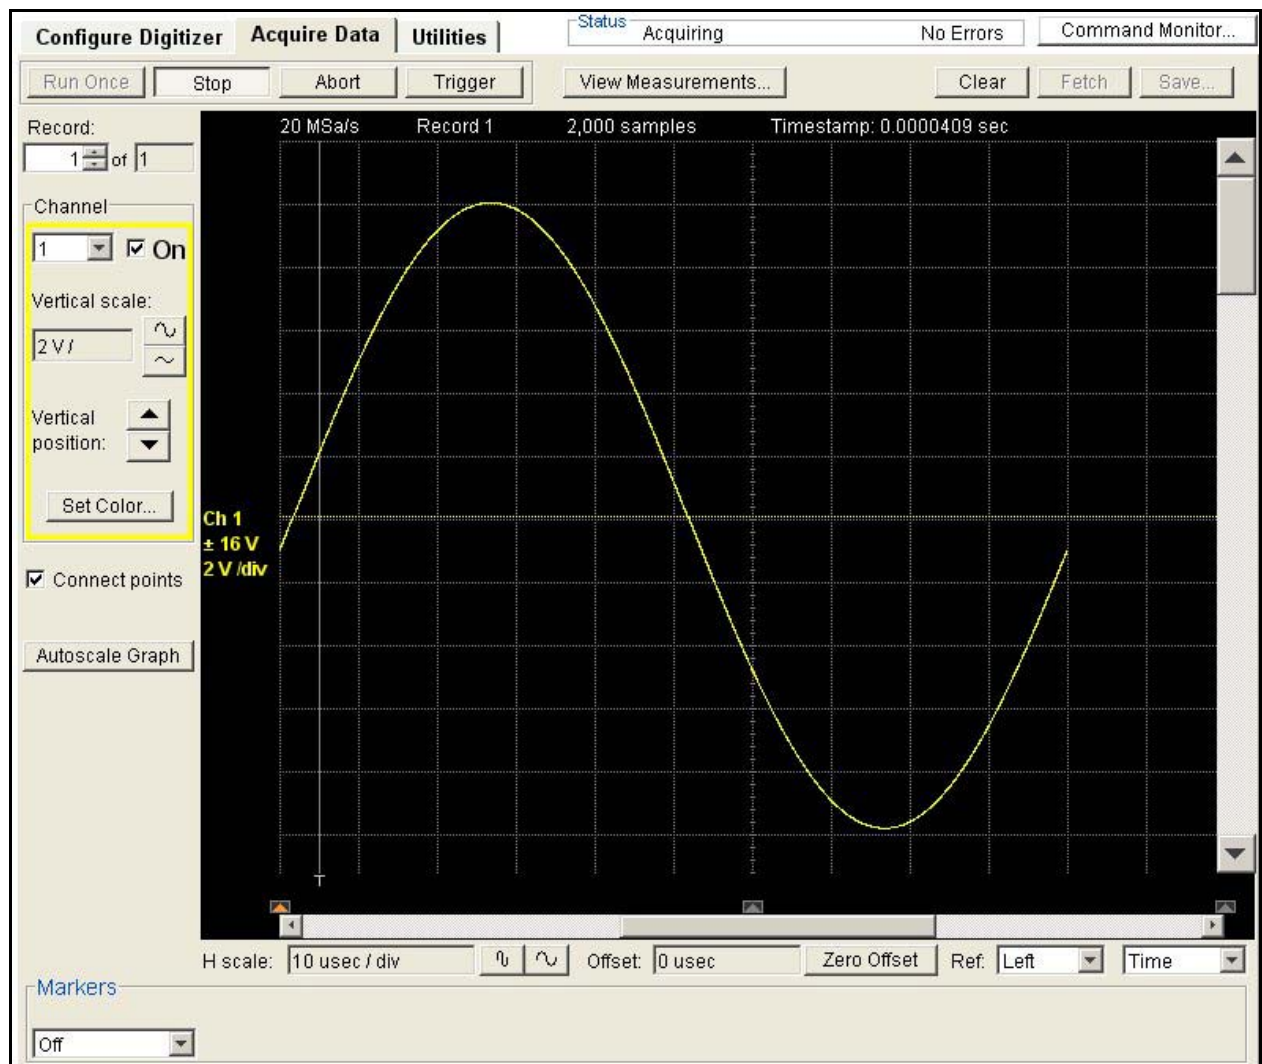 Configure Digitizer Acquire Data Utilities Status Acquiring No Errors Command Monitor...
Run Once Stop Abort Trigger View Measurements... Clear Fetch Save...
Record: 20 MSa/s Record 1 2,000 samples Timestamp: 0.0000409 sec
1 of 1
Channel
1 On
Vertical scale:
2 V /
Vertical
position:
Set Color...
Ch 1
± 16 V
2 V /div
Connect points
Autoscale Graph
T
H scale: 10 usec / div Offset: 0 usec Zero Offset Ref: Left Time
Markers
Off